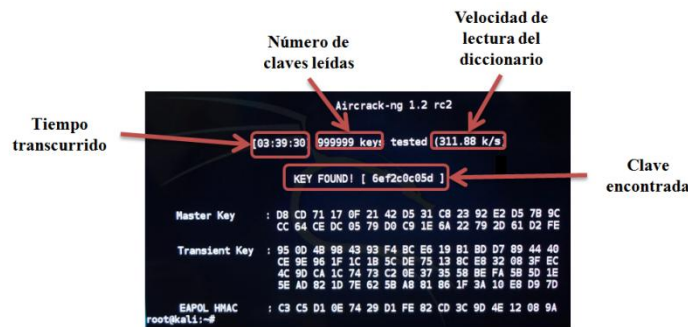 Velocidad de
lectura del
diccionario
Número de
claves leídas
Tiempo
transcurrido
Clave
encontrada
Aircrack-ng 1.2 rc2
[03:39:30 999999 keys tested (311.88 k/s
KEY FOUND! [ 6ef2c0c05d ]
Master Key : D8 CD 71 17 0F 21 42 D5 31 C8 23 92 E2 D5 7B 9C
CC 64 CE DC 05 79 D0 C9 1E 6A 22 79 2D 61 D2 FE
Transient Key : 95 0D 4B 98 43 93 F4 BC E6 19 B1 BD D7 89 44 40
CE 9E 96 1F 1C 1B 5C DE 75 13 8C E8 32 08 3F EC
4C 9D CA 1C 74 73 C2 0E 37 35 58 BE FA 5B 5D 1E
5E AD 82 1D 7E 62 5B A8 81 86 1F 3A 10 E8 D9 7D
EAPOL HMAC : C3 C5 D1 0E 74 29 D1 FE 82 CD 3C 9D 4E 12 08 9A
root@kali:~#